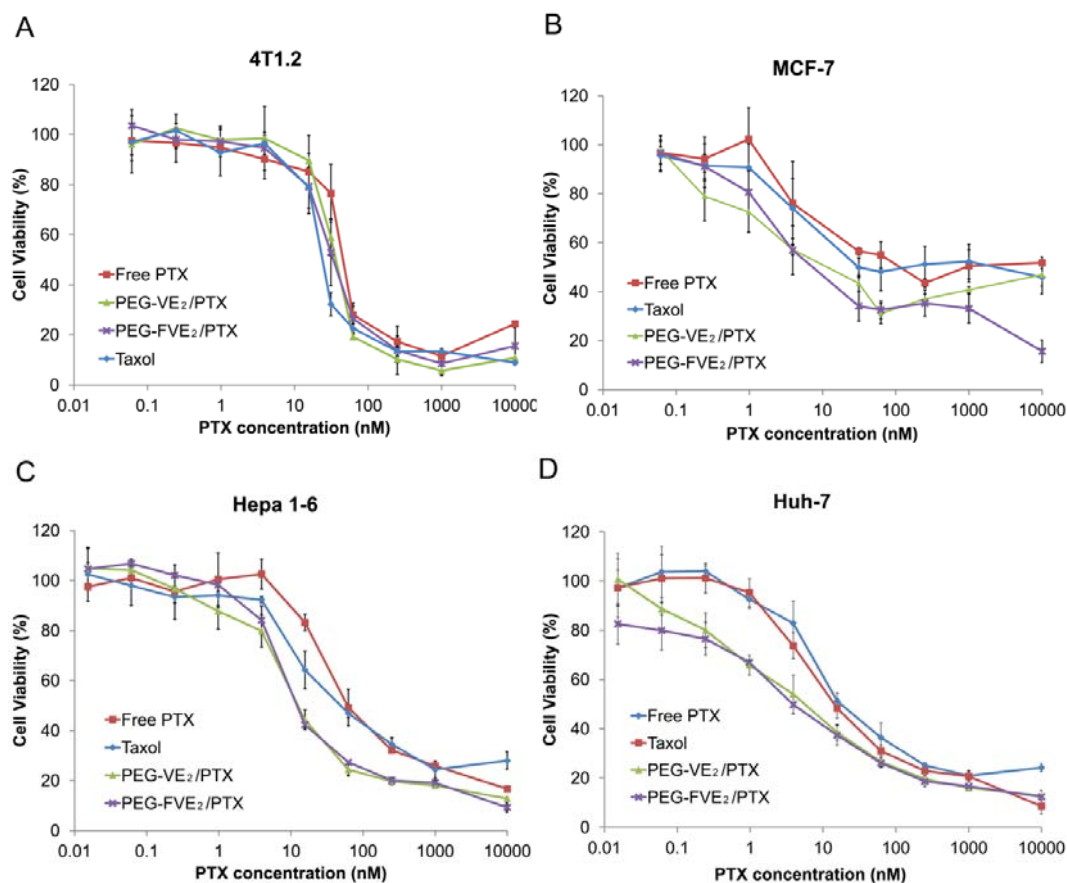 A
4T1.2
120
100
80
60
40
20
0
Cell Viability (%)
Free PTX
PEG-VE₂/PTX
PEG-FVE₂/PTX
Taxol
0.01 0.1 1 10 100 1000 10000
PTX concentration (nM)
B
MCF-7
120
100
80
60
40
20
0
Cell Viability (%)
Free PTX
Taxol
PEG-VE₂/PTX
PEG-FVE₂/PTX
0.01 0.1 1 10 100 1000 10000
PTX concentration (nM)
C
Hepa 1-6
120
100
80
60
40
20
0
Cell Viability (%)
Free PTX
Taxol
PEG-VE₂/PTX
PEG-FVE₂/PTX
0.01 0.1 1 10 100 1000 10000
PTX concentration (nM)
D
Huh-7
120
100
80
60
40
20
0
Cell Viability (%)
Free PTX
Taxol
PEG-VE₂/PTX
PEG-FVE₂/PTX
0.01 0.1 1 10 100 1000 10000
PTX concentration (nM)